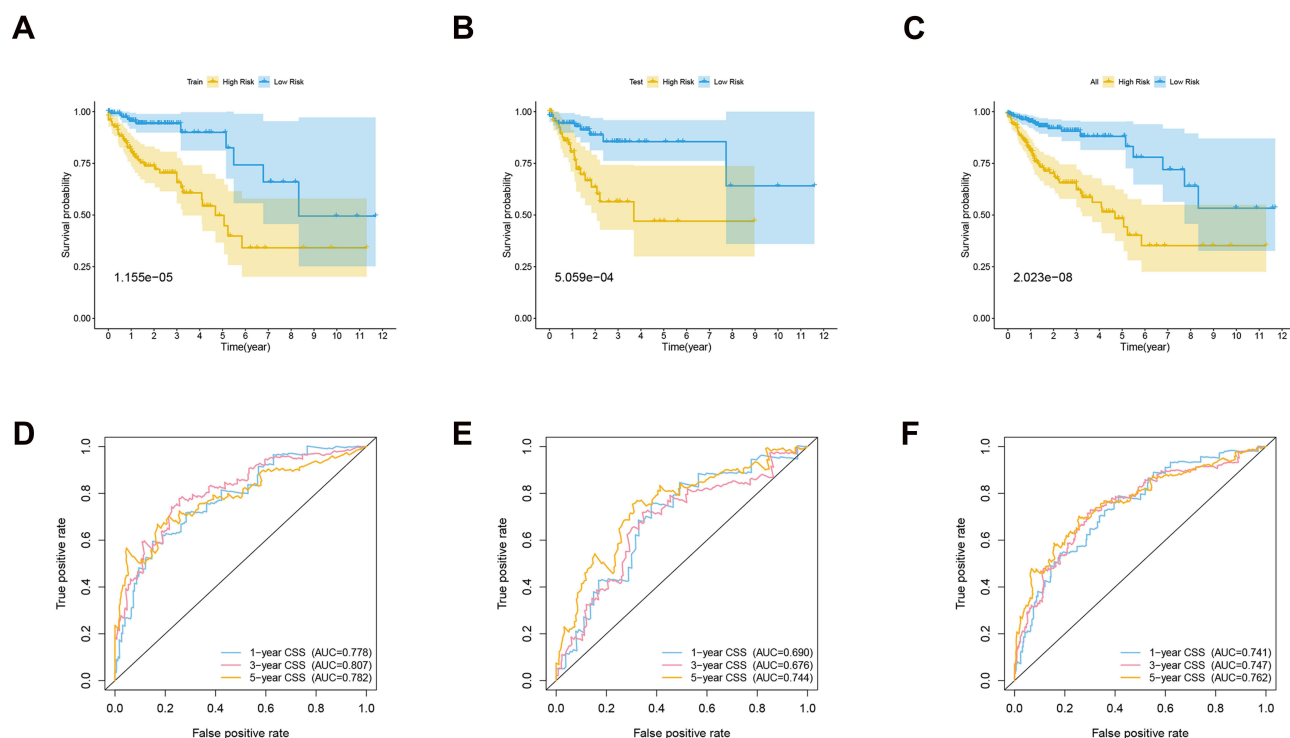 A
B
C
Train High Risk Low Risk
Test High Risk Low Risk
All High Risk Low Risk
Survival probability
1.00
0.75
0.50
0.25
0.00
1.155e−05
0 1 2 3 4 5 6 7 8 9 10 11 12
Time(year)
Survival probability
1.00
0.75
0.50
0.25
0.00
5.059e−04
0 1 2 3 4 5 6 7 8 9 10 11 12
Time(year)
Survival probability
1.00
0.75
0.50
0.25
0.00
2.023e−08
0 1 2 3 4 5 6 7 8 9 10 11 12
Time(year)
D
E
F
True positive rate
1.0
0.8
0.6
0.4
0.2
0.0
1−year CSS (AUC=0.778)
3−year CSS (AUC=0.807)
5−year CSS (AUC=0.782)
0.0 0.2 0.4 0.6 0.8 1.0
False positive rate
True positive rate
1.0
0.8
0.6
0.4
0.2
0.0
1−year CSS (AUC=0.690)
3−year CSS (AUC=0.676)
5−year CSS (AUC=0.744)
0.0 0.2 0.4 0.6 0.8 1.0
False positive rate
True positive rate
1.0
0.8
0.6
0.4
0.2
0.0
1−year CSS (AUC=0.741)
3−year CSS (AUC=0.747)
5−year CSS (AUC=0.762)
0.0 0.2 0.4 0.6 0.8 1.0
False positive rate